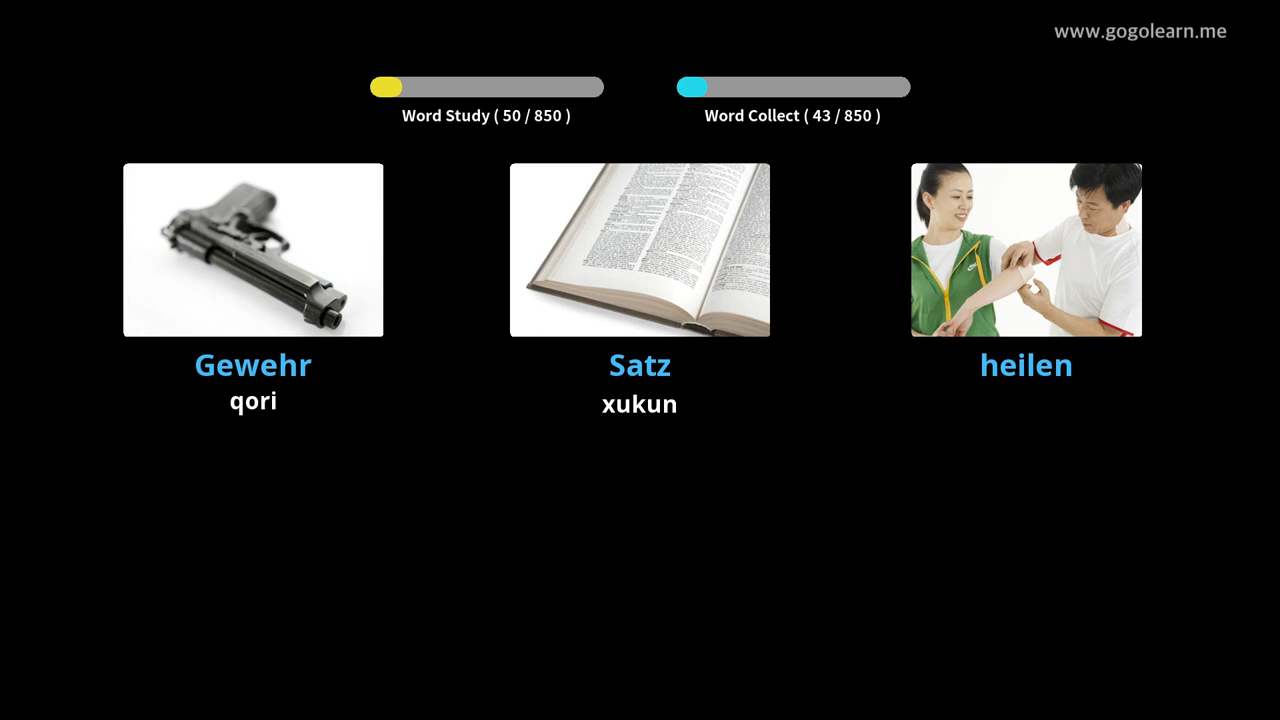 www.gogolearn.me
Word Study ( 50 / 850 )
Word Collect ( 43 / 850 )
Gewehr
qori
Satz
xukun
heilen